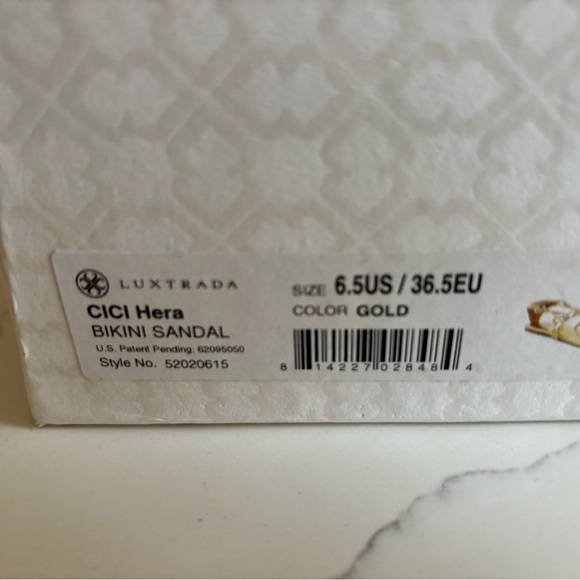 LUXTRADA
CICI Hera
BIKINI SANDAL
U.S. Patent Pending: 62095050
Style No. 52020615
SIZE 6.5US / 36.5EU
COLOR GOLD
8 14227 02848 4